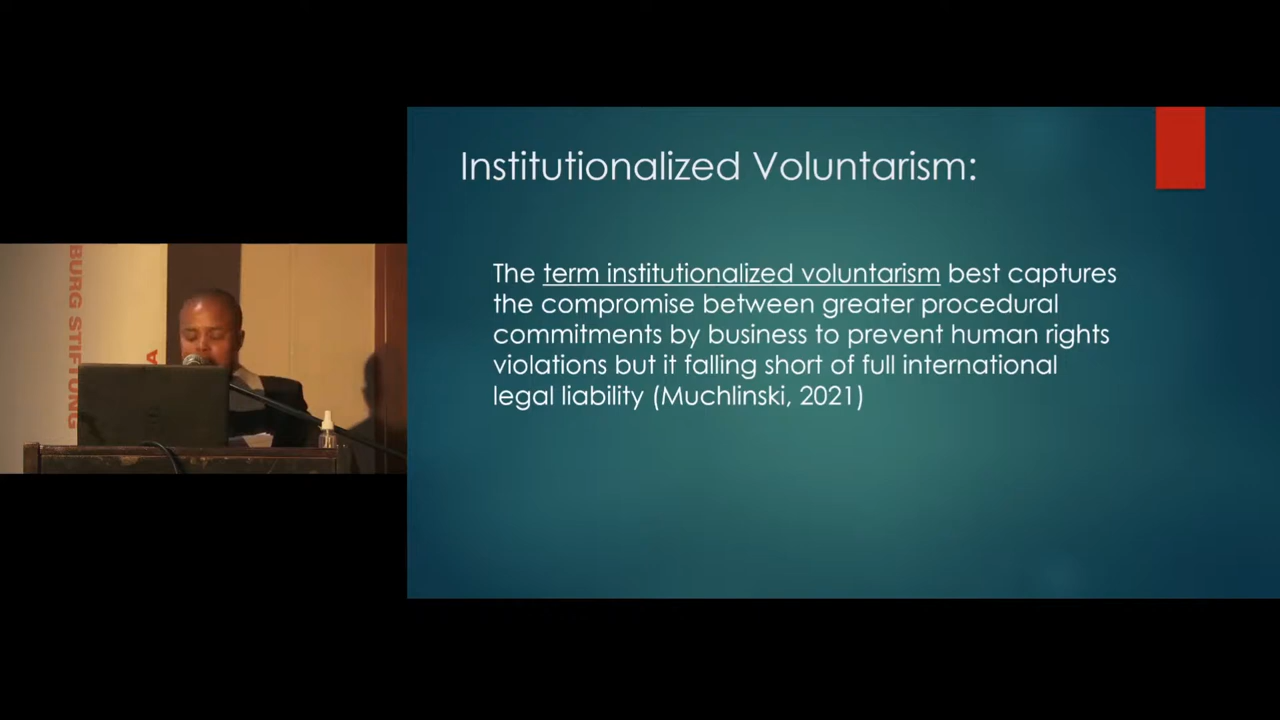 Institutionalized Voluntarism:
The term institutionalized voluntarism best captures
the compromise between greater procedural
commitments by business to prevent human rights
violations but it falling short of full international
legal liability (Muchlinski, 2021)
BURG STIFTUNG
A